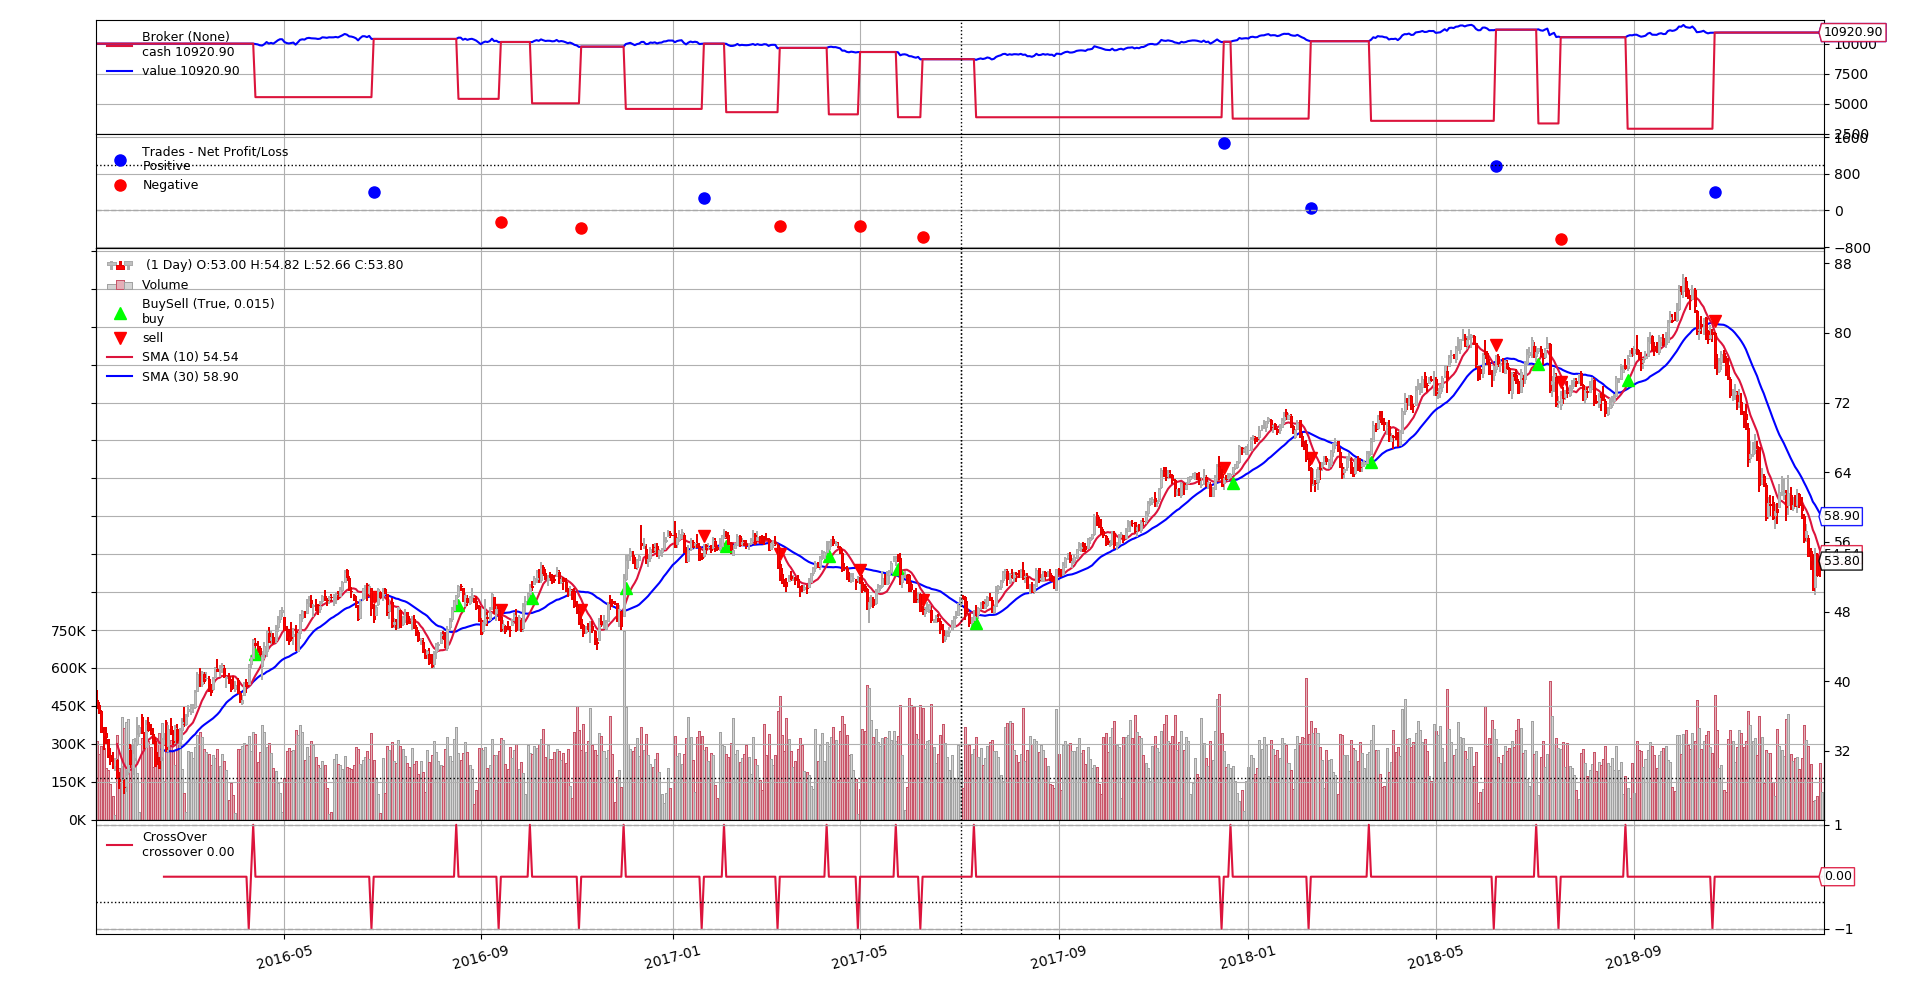 Broker (None)
cash 10920.90
value 10920.90
10920.90
10000
7500
5000
2500
Trades - Net Profit/Loss
Positive
Negative
1600
800
0
−800
(1 Day) O:53.00 H:54.82 L:52.66 C:53.80
Volume
BuySell (True, 0.015)
buy
sell
SMA (10) 54.54
SMA (30) 58.90
88
80
72
64
58.90
56
54.54
53.80
48
40
32
750K
600K
450K
300K
150K
0K
CrossOver
crossover 0.00
1
0.00
−1
2016-05
2016-09
2017-01
2017-05
2017-09
2018-01
2018-05
2018-09